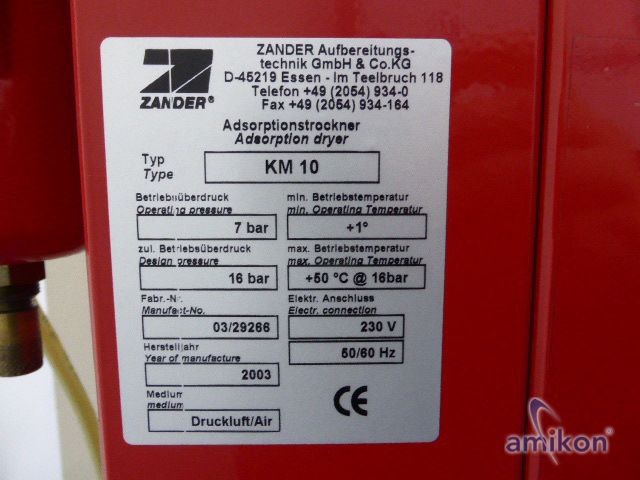 ZANDER Aufbereitungs-
technik GmbH & Co.KG
D-45219 Essen - Im Teelbruch 118
Telefon +49 (2054) 934-0
Fax +49 (2054) 934-164
ZANDER®
Adsorptionstrockner
Adsorption dryer
Typ
Type
KM 10
Betriebsüberdruck
Operating pressure
7 bar
min. Betriebstemperatur
min. Operating Temperatur
+1°
zul. Betriebsüberdruck
Design pressure
16 bar
max. Betriebstemperatur
max. Operating Temperatur
+50 °C @ 16bar
Fabr.-Nr.
Manufact-No.
03/29266
Elektr. Anschluss
Electr. connection
230 V
50/60 Hz
Herstelljahr
Year of manufacture
2003
Medium
medium
Druckluft/Air
CE
amikon®